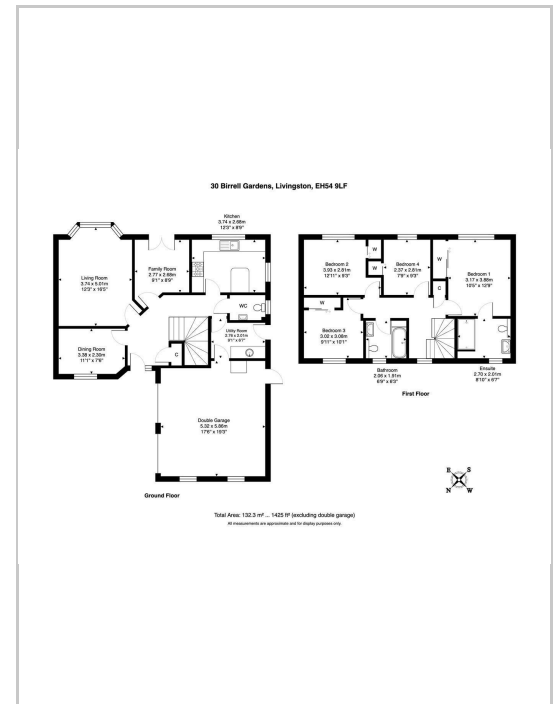 30 Birrell Gardens, Livingston, EH54 9LF
Kitchen
3.74 x 2.68m
12'3" x 8'9"
Living Room
3.74 x 5.01m
12'3" x 16'5"
Family Room
2.77 x 2.68m
9'1" x 8'9"
WC
Utility Room
2.76 x 2.01m
9'1" x 6'7"
Dining Room
3.38 x 2.30m
11'1" x 7'6"
C
Double Garage
5.32 x 5.86m
17'6" x 19'3"
Ground Floor
Bedroom 2
3.93 x 2.81m
12'11" x 9'3"
W
W
Bedroom 4
2.37 x 2.81m
7'9" x 9'3"
W
Bedroom 1
3.17 x 3.88m
10'5" x 12'9"
C
W
Bedroom 3
3.02 x 3.08m
9'11" x 10'1"
Bathroom
2.06 x 1.91m
6'9" x 6'3"
Ensuite
2.70 x 2.01m
8'10" x 6'7"
First Floor
E S
N W
Total Area: 132.3 m² ... 1425 ft² (excluding double garage)
All measurements are approximate and for display purposes only.